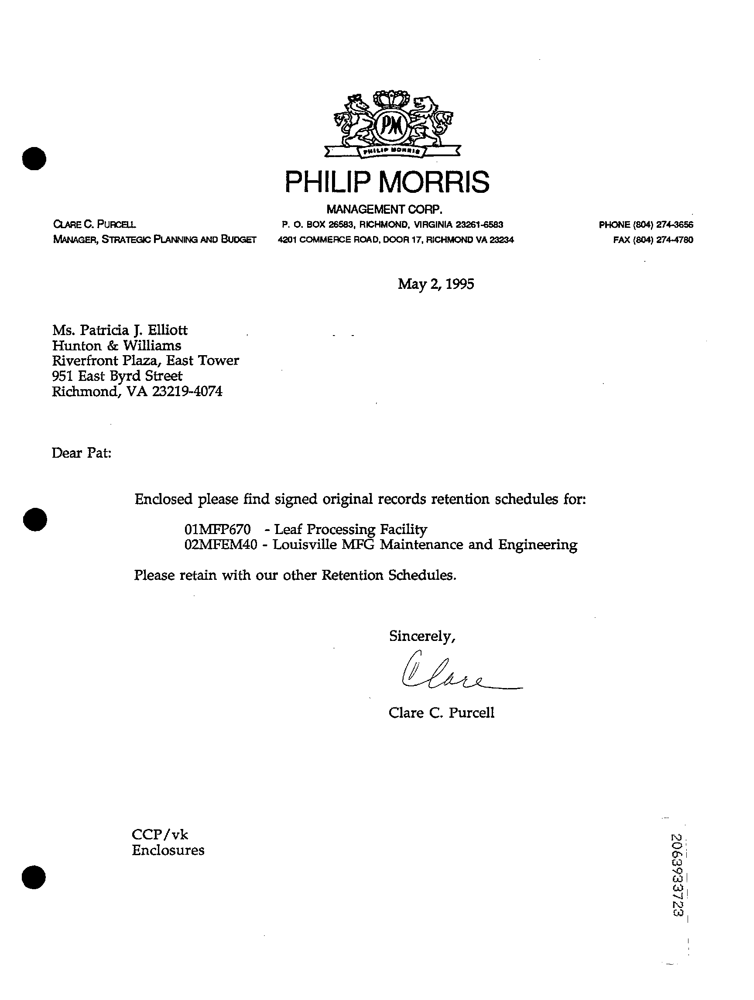 PM
PHILIP MORRIS
PHILIP MORRIS
MANAGEMENT CORP.
CLARE C. PURCELL
P. O. BOX 26583, RICHMOND, VIRGINIA 23261-6583
PHONE (804) 274-3656
MANAGER, STRATEGIC PLANNING AND BUDGET
4201 COMMERCE ROAD, DOOR 17, RICHMOND VA 23234
FAX (804) 274-4780
May 2, 1995
Ms. Patricia J. Elliott
Hunton & Williams
Riverfront Plaza, East Tower
951 East Byrd Street
Richmond, VA 23219-4074
Dear Pat:
Enclosed please find signed original records retention schedules for:
01MFP670 - Leaf Processing Facility
02MFEM40 - Louisville MFG Maintenance and Engineering
Please retain with our other Retention Schedules.
Sincerely,
Clare
Clare C. Purcell
CCP/vk
Enclosures
2063933723